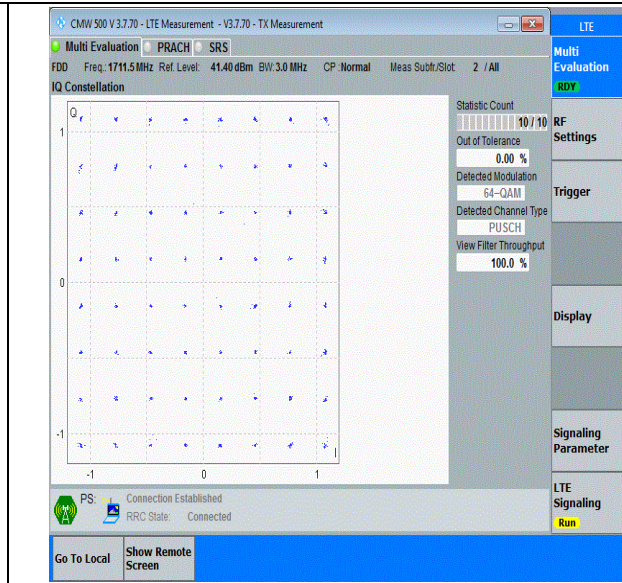 CMW 500 V 3.7.70 - LTE Measurement - V3.7.70 - TX Measurement
LTE
Multi Evaluation PRACH SRS
FDD Freq.: 1711.5 MHz Ref. Level: 41.40 dBm BW: 3.0 MHz CP :Normal Meas Subfr./Slot: 2 / All
IQ Constellation
Q
1
0
-1
-1 0 1
I
Statistic Count
10 / 10
Out of Tolerance
0.00 %
Detected Modulation
64-QAM
Detected Channel Type
PUSCH
View Filter Throughput
100.0 %
Multi
Evaluation
RDY
RF
Settings
Trigger
Display
Signaling
Parameter
LTE
Signaling
Run
PS: Connection Established
RRC State: Connected
Go To Local
Show Remote
Screen